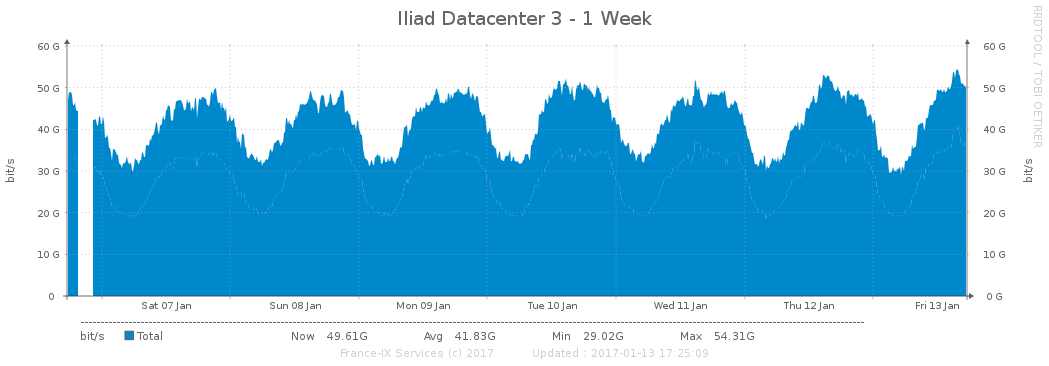 Iliad Datacenter 3 - 1 Week
RRDTOOL / TOBI OETIKER
60 G 60 G
50 G 50 G
40 G 40 G
30 G 30 G
20 G 20 G
10 G 10 G
0 0 G
bit/s bit/s
Sat 07 Jan Sun 08 Jan Mon 09 Jan Tue 10 Jan Wed 11 Jan Thu 12 Jan Fri 13 Jan
bit/s Total Now 49.61G Avg 41.83G Min 29.02G Max 54.31G
France-IX Services (c) 2017 Updated : 2017-01-13 17:25:09